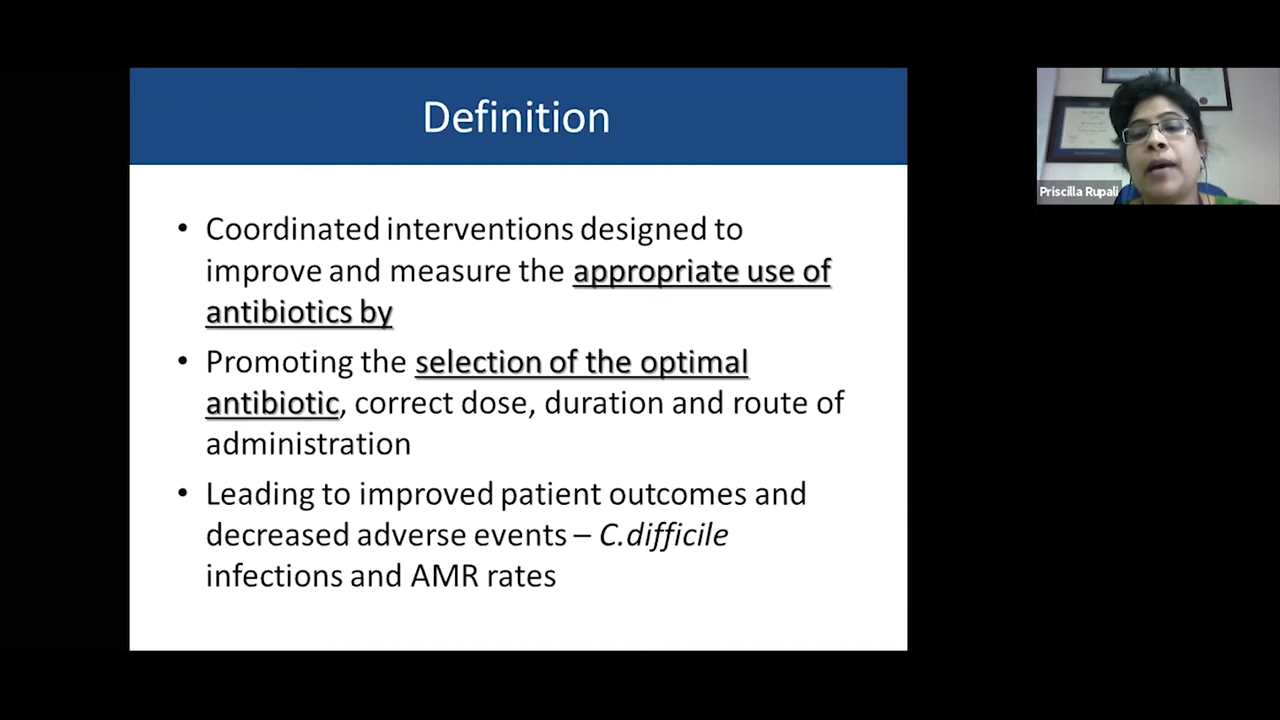 Definition
• Coordinated interventions designed to
improve and measure the appropriate use of
antibiotics by
• Promoting the selection of the optimal
antibiotic, correct dose, duration and route of
administration
• Leading to improved patient outcomes and
decreased adverse events – C.difficile
infections and AMR rates
Priscilla Rupali